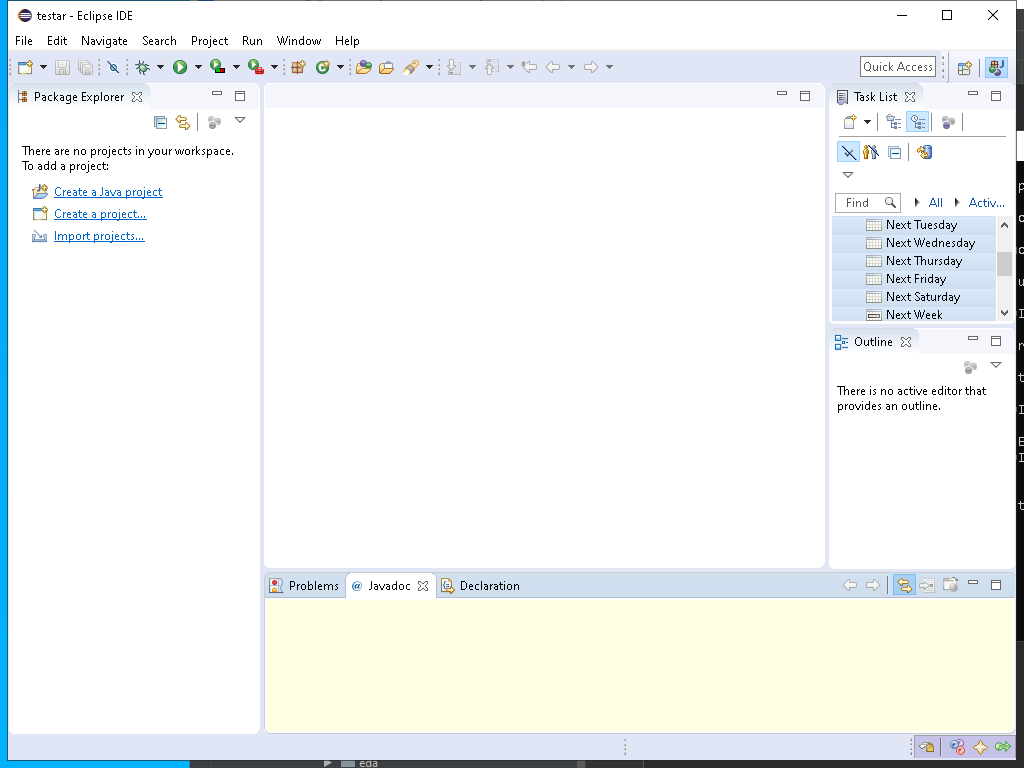 testar - Eclipse IDE
File Edit Navigate Search Project Run Window Help
Quick Access
Package Explorer
There are no projects in your workspace.
To add a project:
Create a Java project
Create a project...
Import projects...
Task List
Find All Activ...
Next Tuesday
Next Wednesday
Next Thursday
Next Friday
Next Saturday
Next Week
Outline
There is no active editor that
provides an outline.
Problems @ Javadoc Declaration
eda